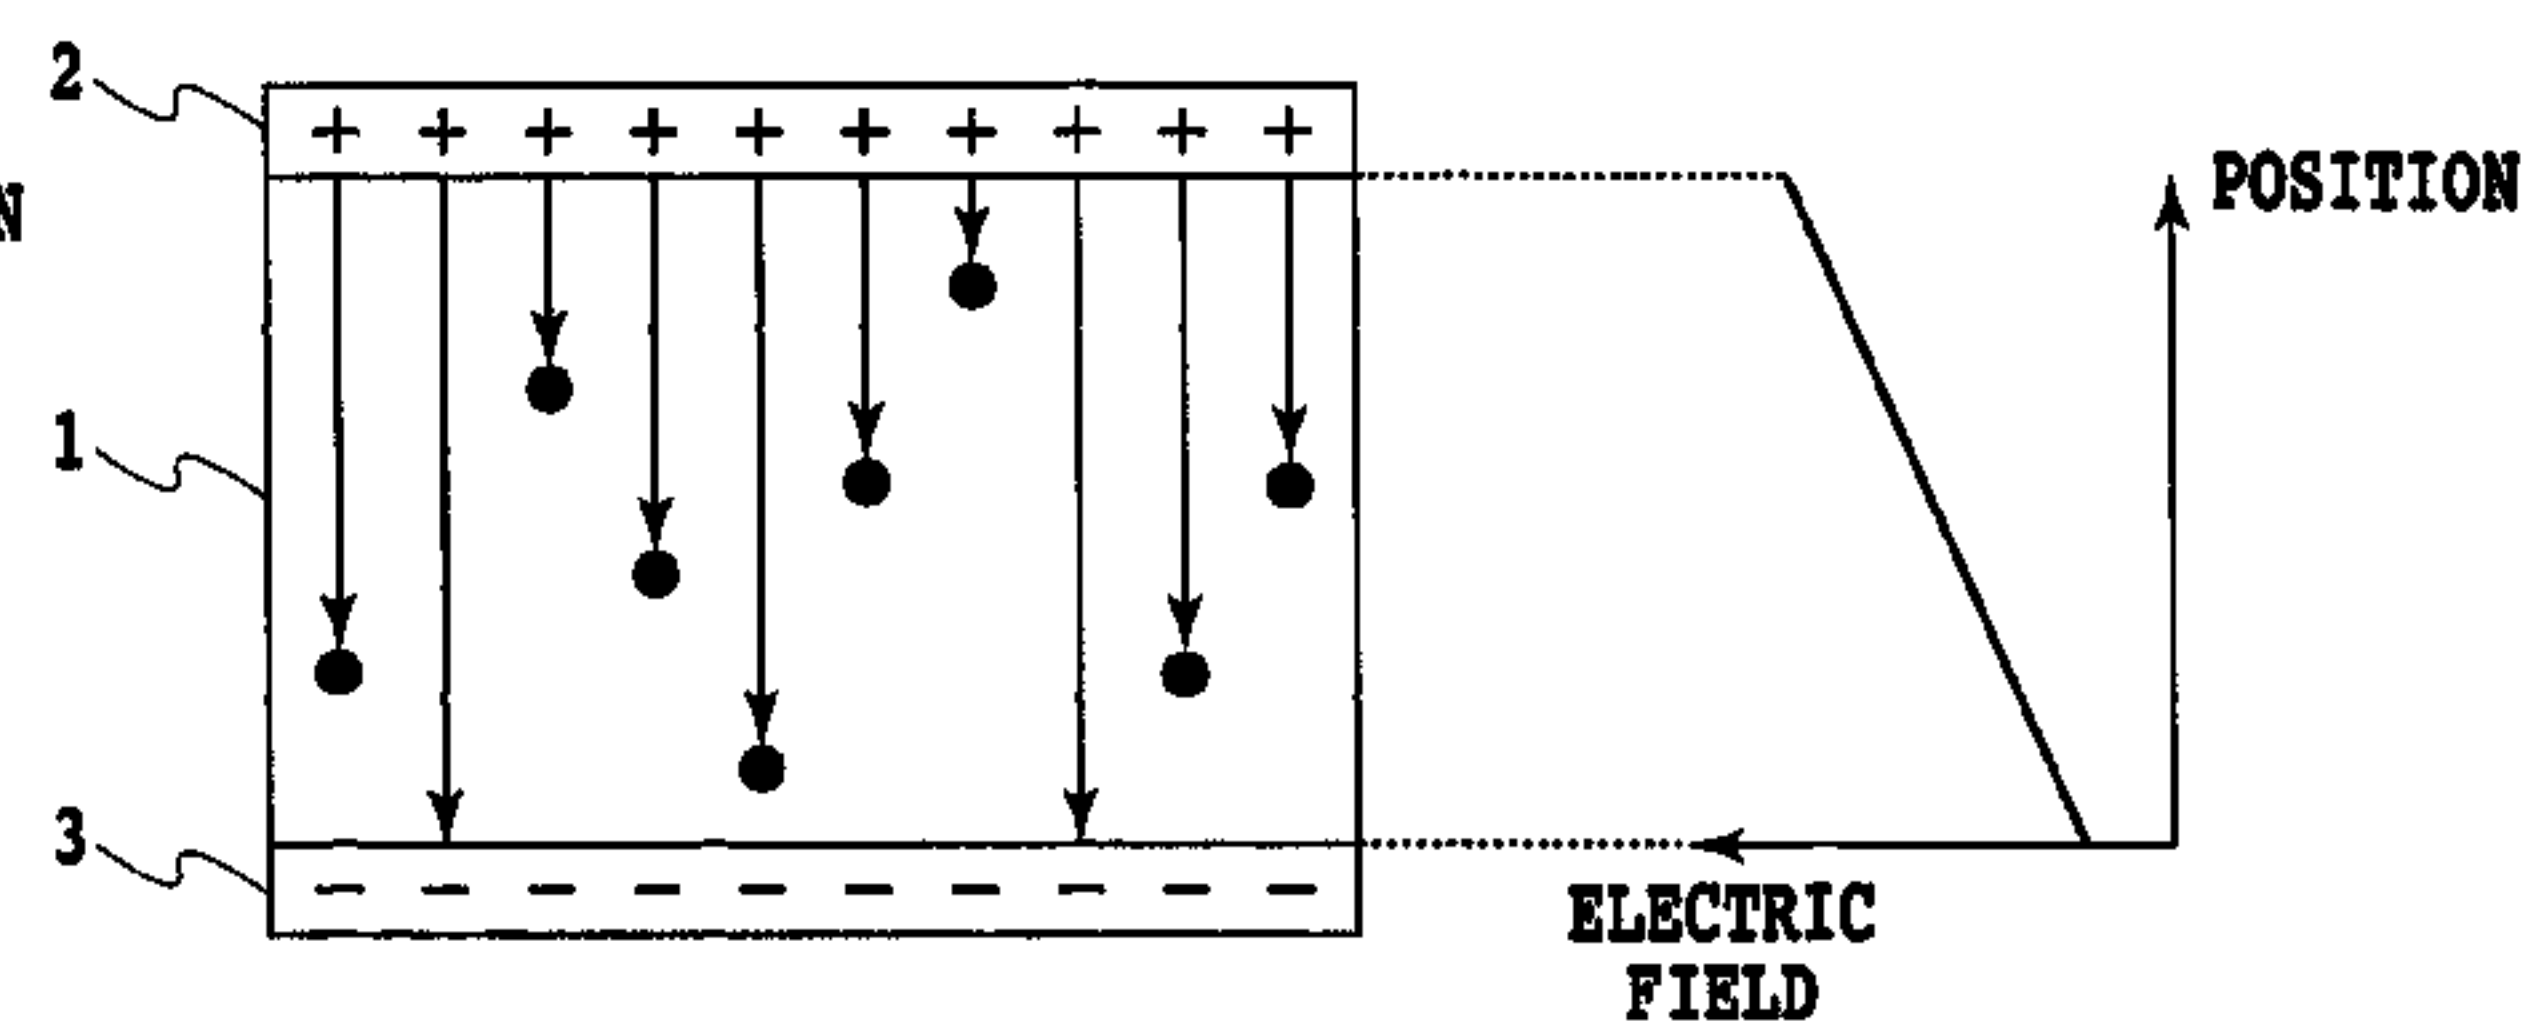 2
+ + + + + + + + + +
N
POSITION
1
3
- - - - - - - - - -
ELECTRIC
FIELD